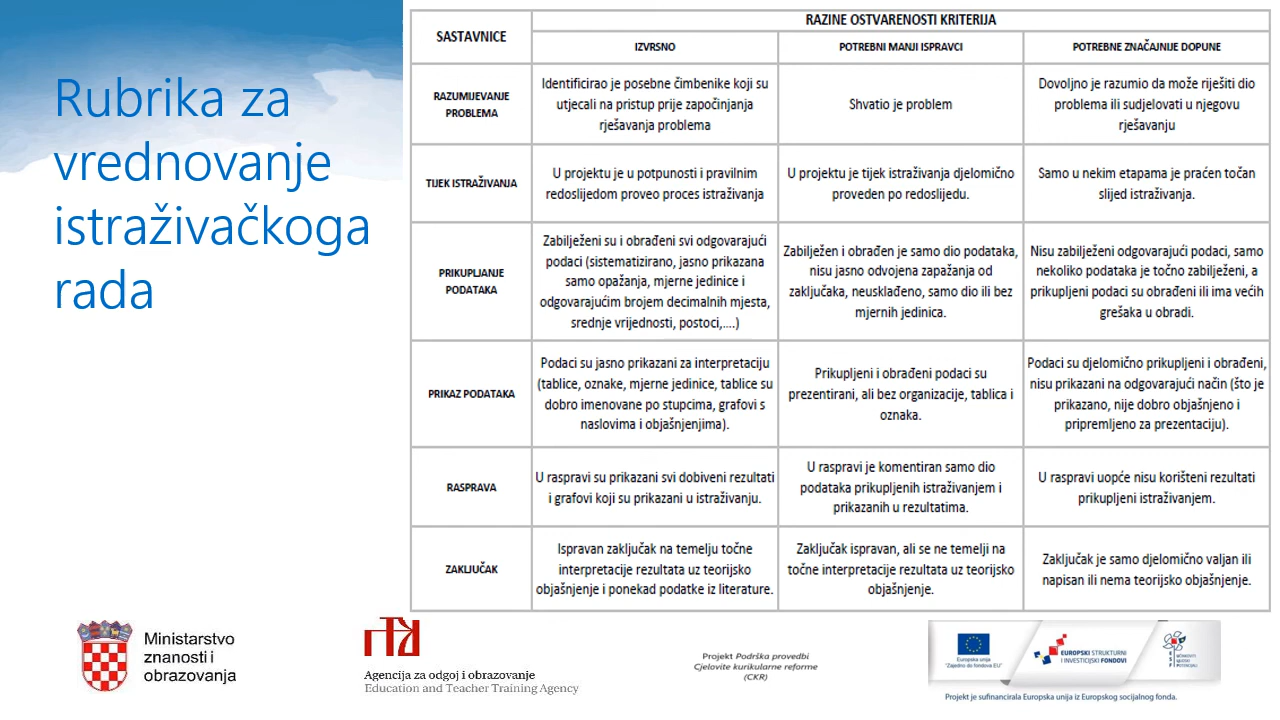 Rubrika za
vrednovanje
istraživačkoga
rada
SASTAVNICE
RAZINE OSTVARENOSTI KRITERIJA
IZVRSNO
POTREBNI MANJI ISPRAVCI
POTREBNE ZNAČAJNIJE DOPUNE
RAZUMIJEVANJE
PROBLEMA
Identificirao je posebne čimbenike koji su
utjecali na pristup prije započinjanja
rješavanja problema
Shvatio je problem
Dovoljno je razumio da može riješiti dio
problema ili sudjelovati u njegovu
rješavanju
TIJEK ISTRAŽIVANJA
U projektu je u potpunosti i pravilnim
redoslijedom proveo proces istraživanja
U projektu je tijek istraživanja djelomično
proveden po redoslijedu.
Samo u nekim etapama je praćen točan
slijed istraživanja.
PRIKUPLJANJE
PODATAKA
Zabilježeni su i obrađeni svi odgovarajući
podaci (sistematizirano, jasno prikazana
samo opažanja, mjerne jedinice i
odgovarajućim brojem decimalnih mjesta,
srednje vrijednosti, postoci,....)
Zabilježen i obrađen je samo dio podataka,
nisu jasno odvojena zapažanja od
zaključaka, neusklađeno, samo dio ili bez
mjernih jedinica.
Nisu zabilježeni odgovarajući podaci, samo
nekoliko podataka je točno zabilježeni, a
prikupljeni podaci su obrađeni ili ima većih
grešaka u obradi.
PRIKAZ PODATAKA
Podaci su jasno prikazani za interpretaciju
(tablice, oznake, mjerne jedinice, tablice su
dobro imenovane po stupcima, grafovi s
naslovima i objašnjenjima).
Prikupljeni i obrađeni podaci su
prezentirani, ali bez organizacije, tablica i
oznaka.
Podaci su djelomično prikupljeni i obrađeni,
nisu prikazani na odgovarajući način (što je
prikazano, nije dobro objašnjeno i
pripremljeno za prezentaciju).
RASPRAVA
U raspravi su prikazani svi dobiveni rezultati
i grafovi koji su prikazani u istraživanju.
U raspravi je komentiran samo dio
podataka prikupljenih istraživanjem i
prikazanih u rezultatima.
U raspravi uopće nisu korišteni rezultati
prikupljeni istraživanjem.
ZAKLJUČAK
Ispravan zaključak na temelju točne
interpretacije rezultata uz teorijsko
objašnjenje i ponekad podatke iz literature.
Zaključak ispravan, ali se ne temelji na
točne interpretacije rezultata uz teorijsko
objašnjenje.
Zaključak je samo djelomično valjan ili
napisan ili nema teorijsko objašnjenje.
Ministarstvo
znanosti i
obrazovanja
Agencija za odgoj i obrazovanje
Education and Teacher Training Agency
Projekt Podrška provedbi
Cjelovite kurikularne reforme
(CKR)
Europska unija
"Zajedno do fondova EU"
EUROPSKI STRUKTURNI
I INVESTICIJSKI FONDOVI
Projekt je sufinancirala Europska unija iz Europskog socijalnog fonda.